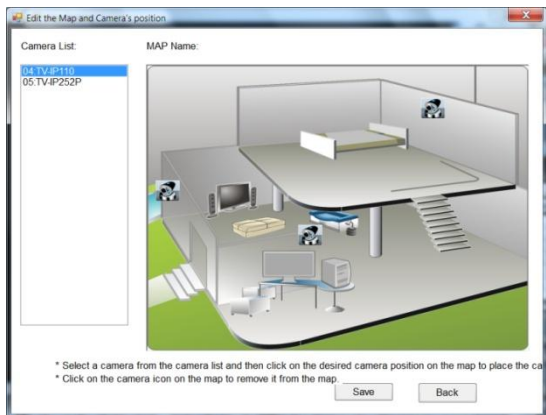 Edit the Map and Camera's position
Camera List:
MAP Name:
04:TV-IP110
05:TV-IP252P
* Select a camera from the camera list and then click on the desired camera position on the map to place the ca
* Click on the camera icon on the map to remove it from the map.
Save
Back